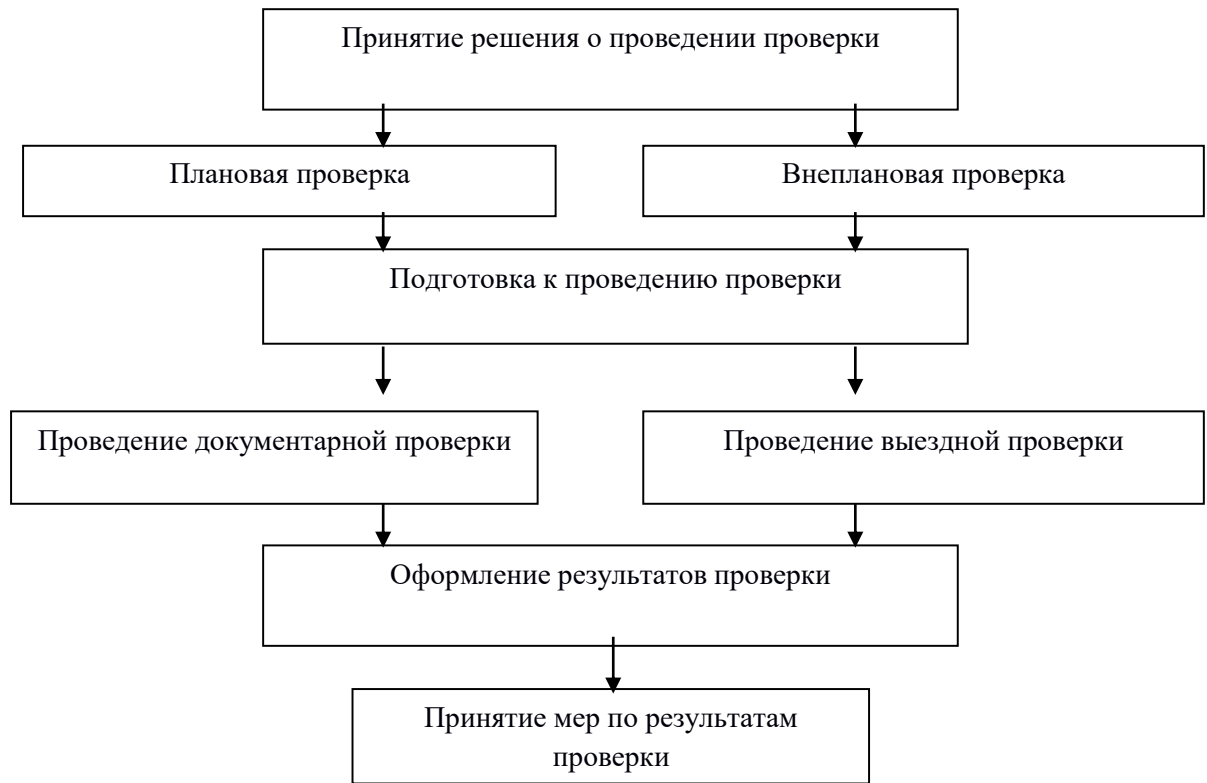 Принятие решения о проведении проверки
Плановая проверка
Внеплановая проверка
Подготовка к проведению проверки
Проведение документарной проверки
Проведение выездной проверки
Оформление результатов проверки
Принятие мер по результатам
проверки